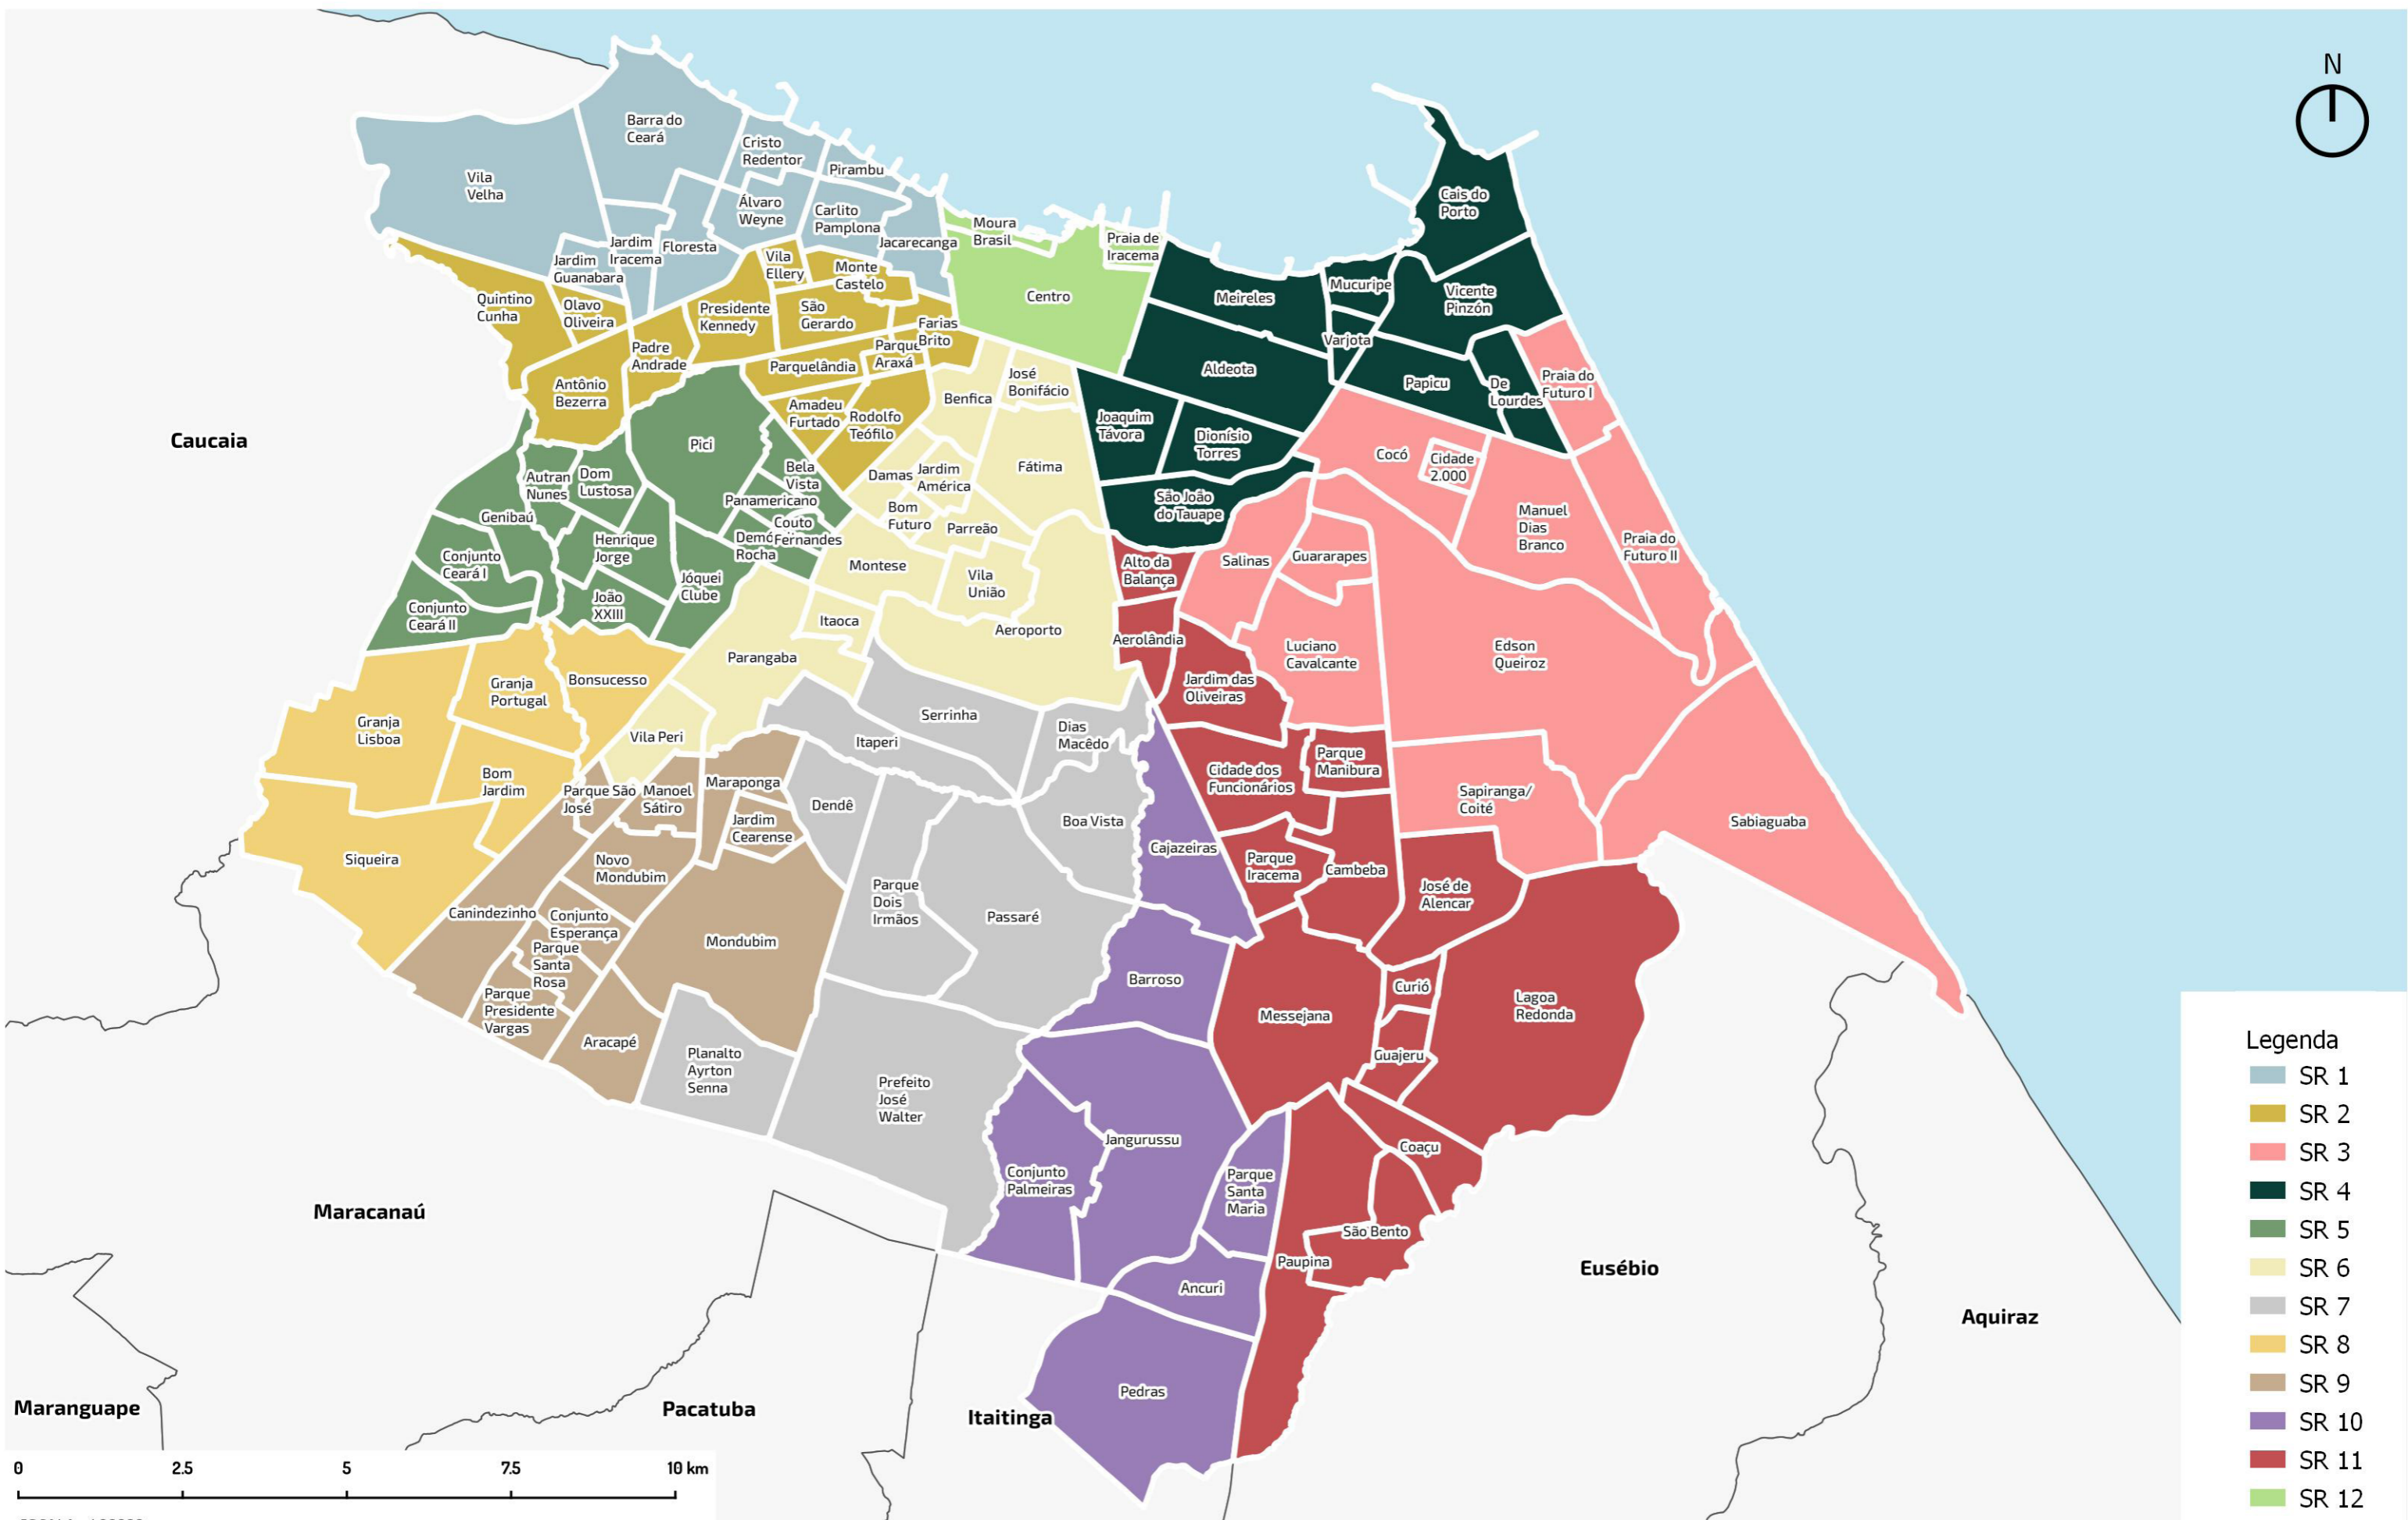 N
Barra do
Ceará
Cristo
Redentor
Pirambu
Vila
Velha
Álvaro
Weyne
Carlito
Pamplona
Jacarecanga
Jardim
Iracema
Floresta
Jardim
Guanabara
Moura
Brasil
Praia de
Iracema
Centro
Cais do
Porto
Mucuripe
Vicente
Pinzón
Meireles
Varjota
Aldeota
Papicu
De
Lourdes
Praia do
Futuro I
Quintino
Cunha
Olavo
Oliveira
Vila
Ellery
Monte
Castelo
Presidente
Kennedy
São
Gerardo
Farias
Brito
Padre
Andrade
Parquelândia
Parque
Araxá
Antônio
Bezerra
Amadeu
Furtado
Rodolfo
Teófilo
Benfica
José
Bonifácio
Joaquim
Távora
Dionísio
Torres
Cocó
Cidade
2.000
Caucaia
Pici
Bela
Vista
Damas
Jardim
América
Fátima
Autran
Nunes
Dom
Lustosa
Panamericano
São João
do Tauape
Genibaú
Couto
Fernandes
Bom
Futuro
Parreão
Manuel
Dias
Branco
Praia do
Futuro II
Henrique
Jorge
Demó
Rocha
Conjunto
Ceará I
Montese
Vila
União
Alto da
Balança
Salinas
Guararapes
Jóquei
Clube
João
XXIII
Conjunto
Ceará II
Itaoca
Aeroporto
Aerolândia
Luciano
Cavalcante
Edson
Queiroz
Parangaba
Granja
Portugal
Bonsucesso
Jardim das
Oliveiras
Granja
Lisboa
Vila Peri
Serrinha
Itaperi
Dias
Macêdo
Cidade dos
Funcionários
Parque
Manibura
Sapiranga/
Coité
Sabiaguaba
Bom
Jardim
Parque São
José
Manoel
Sátiro
Maraponga
Dendê
Jardim
Cearense
Boa Vista
Cajazeiras
Parque
Iracema
Cambeba
José de
Alencar
Siqueira
Novo
Mondubim
Parque
Dois
Irmãos
Passaré
Canindezinho
Conjunto
Esperança
Mondubim
Parque
Santa
Rosa
Barroso
Messejana
Curió
Lagoa
Redonda
Parque
Presidente
Vargas
Aracapé
Planalto
Ayrton
Senna
Guajeru
Prefeito
José
Walter
Jangurussu
Coaçu
Conjunto
Palmeiras
Parque
Santa
Maria
São Bento
Paupina
Ancuri
Pedras
Maracanaú
Eusébio
Aquiraz
Maranguape
Pacatuba
Itaitinga
0 2.5 5 7.5 10 km
Legenda
SR 1
SR 2
SR 3
SR 4
SR 5
SR 6
SR 7
SR 8
SR 9
SR 10
SR 11
SR 12